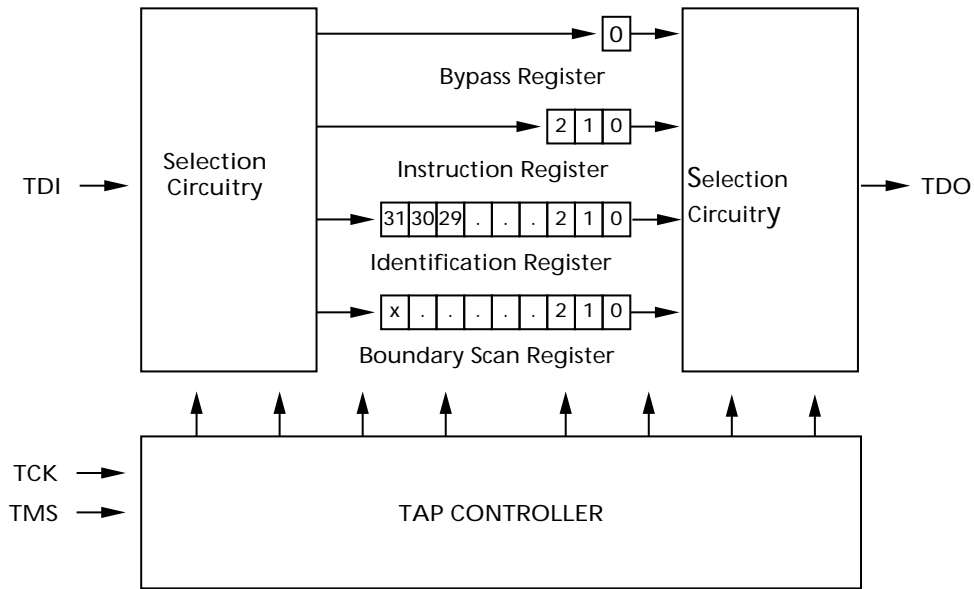 0
Bypass Register
2 1 0
Selection
Circuitry
Instruction Register
Selection
Circuitry
TDI
TDO
31 30 29 . . . 2 1 0
Identification Register
x . . . . . 2 1 0
Boundary Scan Register
TCK
TMS
TAP CONTROLLER